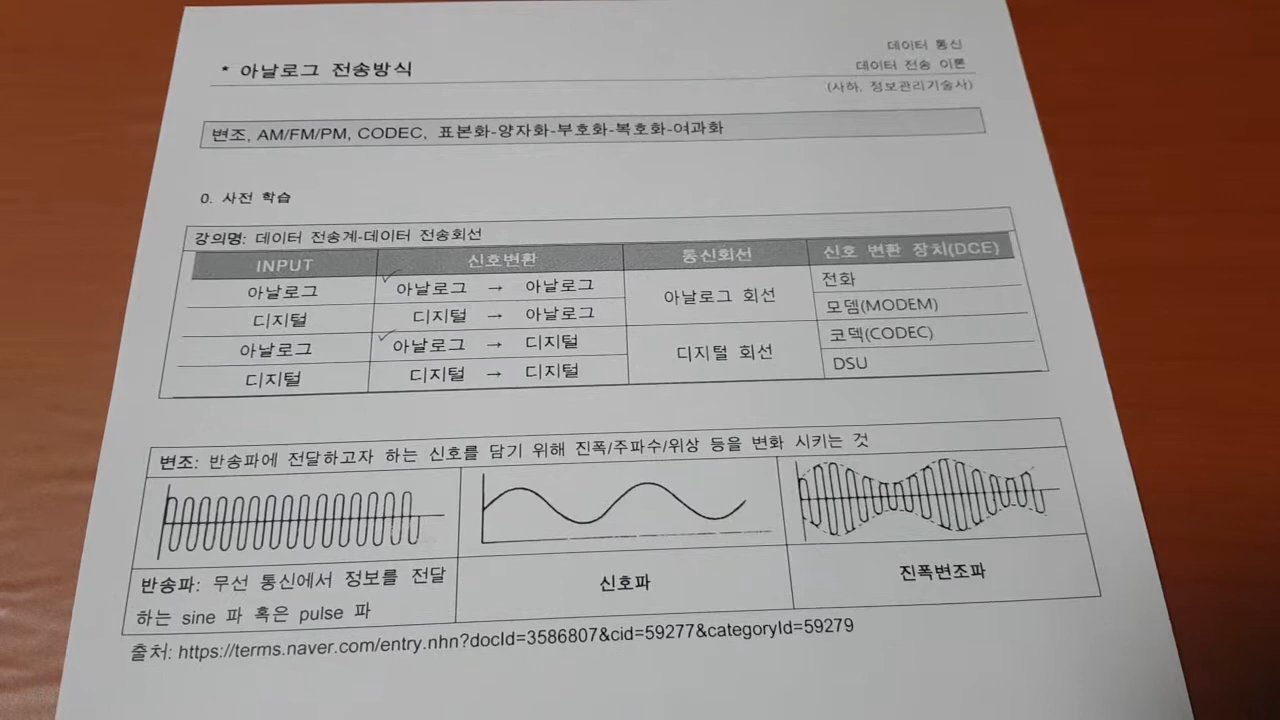 데이터 통신
* 아날로그 전송방식
데이터 전송 이론
(사하, 정보관리기술사)
변조, AM/FM/PM, CODEC, 표본화-양자화-부호화-복호화-여과화
0. 사전 학습
강의명: 데이터 전송계-데이터 전송회선
INPUT 신호변환 통신회선 신호 변환 장치(DCE)
아날로그 아날로그 → 아날로그 아날로그 회선 전화
디지털 디지털 → 아날로그 모뎀(MODEM)
아날로그 아날로그 → 디지털 디지털 회선 코덱(CODEC)
디지털 디지털 → 디지털 DSU
변조: 반송파에 전달하고자 하는 신호를 담기 위해 진폭/주파수/위상 등을 변화 시키는 것
반송파: 무선 통신에서 정보를 전달
하는 sine 파 혹은 pulse 파
신호파
진폭변조파
출처: https://terms.naver.com/entry.nhn?docId=3586807&cid=59277&categoryId=59279